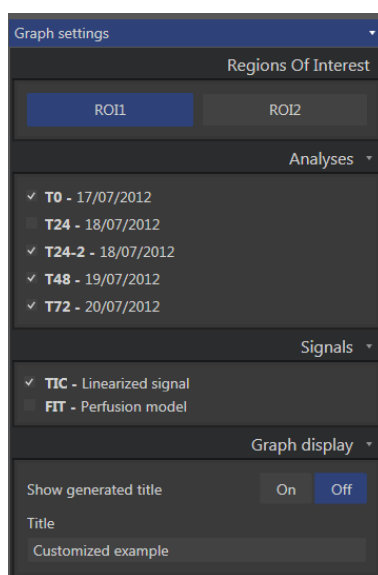 Graph settings
Regions Of Interest
ROI1 ROI2
Analyses
T0 - 17/07/2012
T24 - 18/07/2012
T24-2 - 18/07/2012
T48 - 19/07/2012
T72 - 20/07/2012
Signals
TIC - Linearized signal
FIT - Perfusion model
Graph display
Show generated title On Off
Title
Customized example